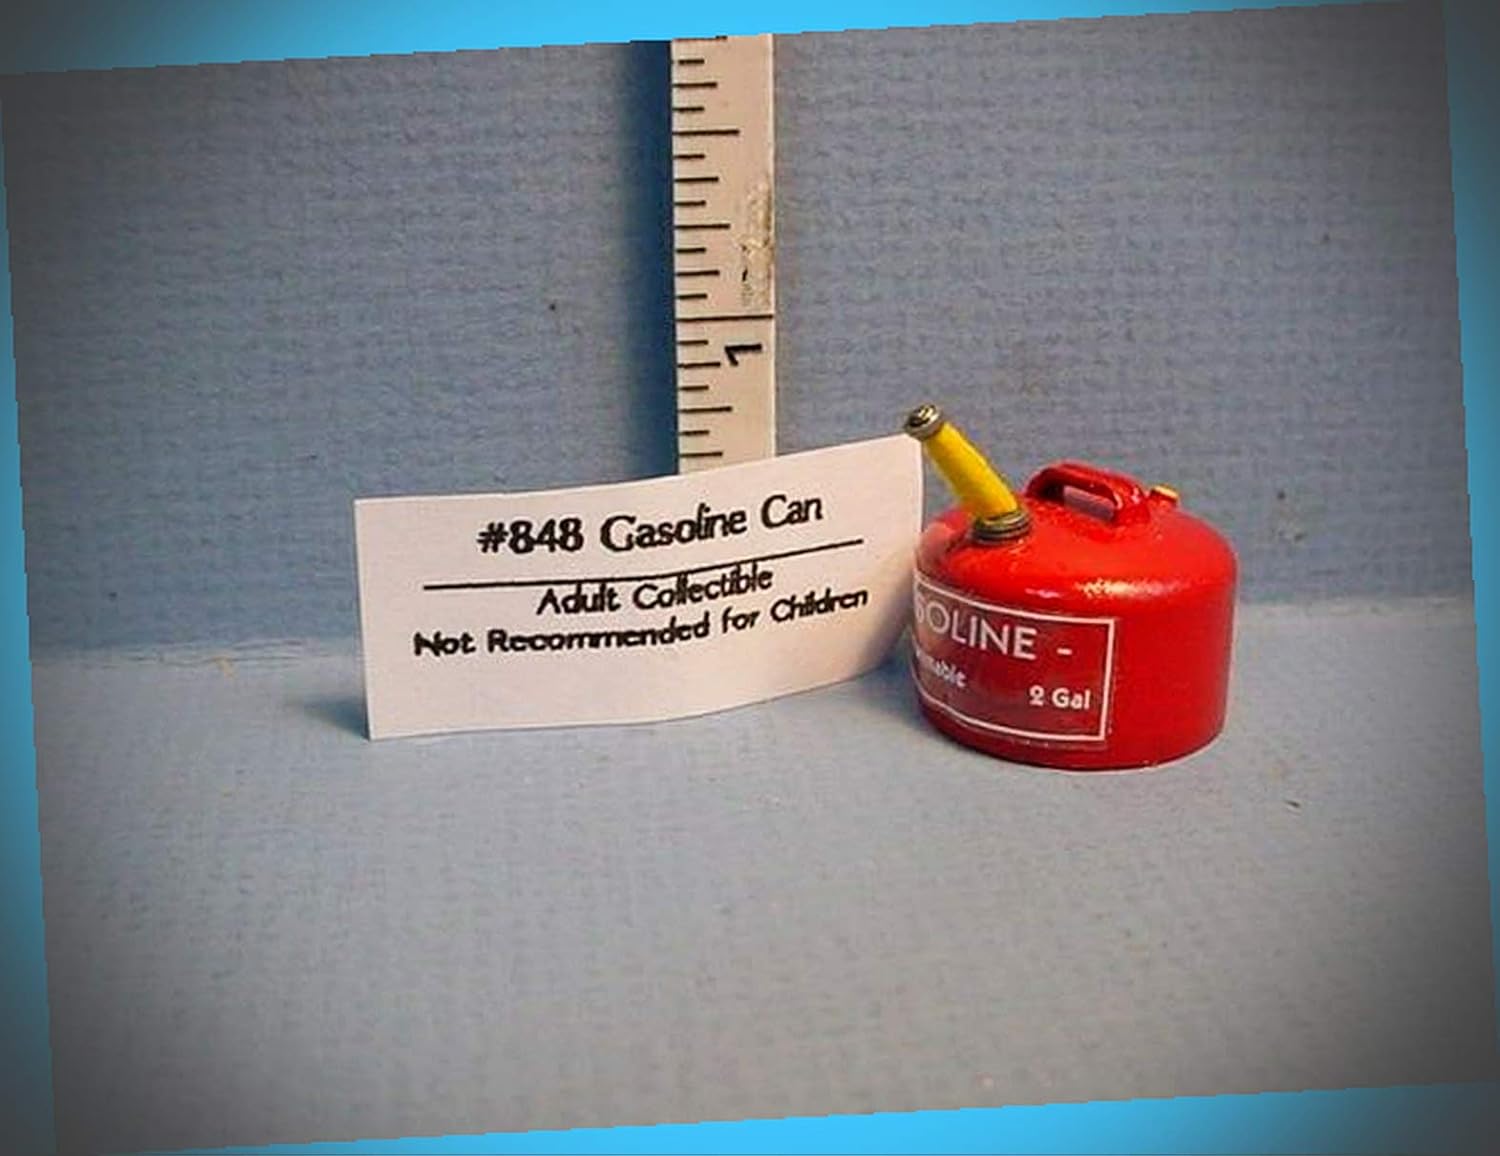 1
#848 Gasoline Can
Adult Collectible
Not Recommended for Children
SOLINE -
2 Gal